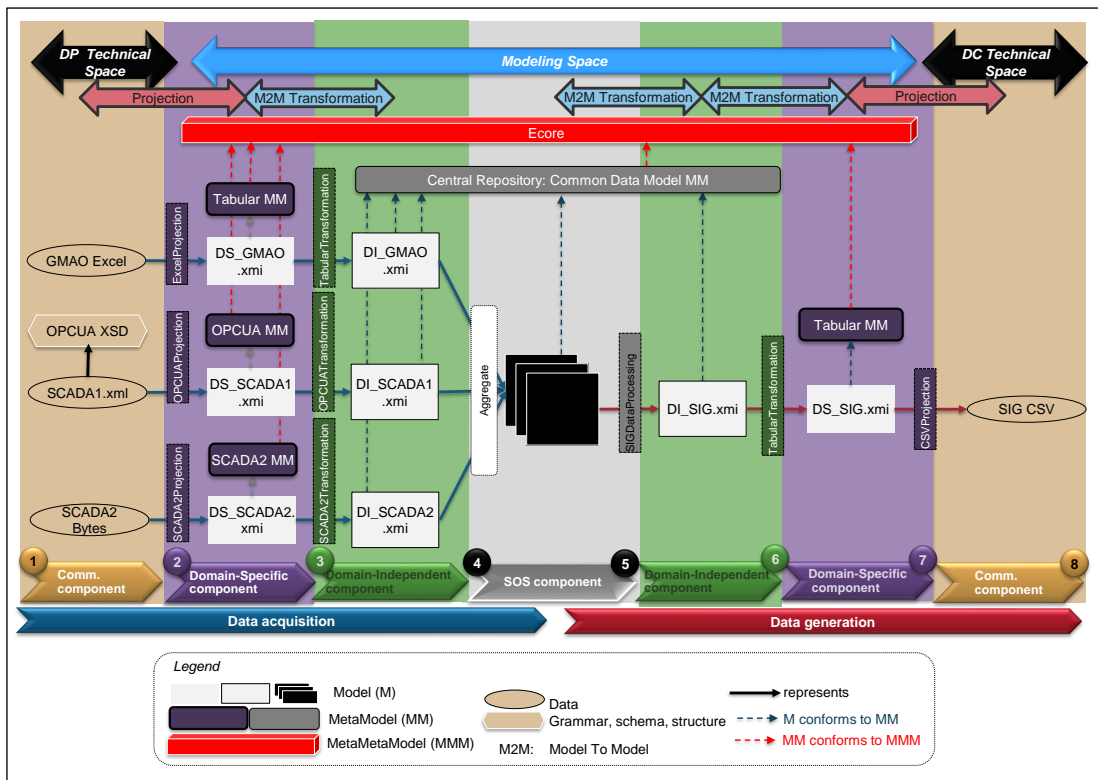 DP Technical Space
Modeling Space
DC Technical Space
Projection
M2M Transformation
M2M Transformation
M2M Transformation
Projection
Ecore
Central Repository: Common Data Model MM
Tabular MM
ExcelProjection
TabularTransformation
GMAO Excel
DS_GMAO
.xmi
DI_GMAO
.xmi
OPCUA XSD
OPCUA MM
Tabular MM
OPCUAProjection
OPCUATransformation
Aggregate
SCADA1.xml
DS_SCADA1
.xmi
DI_SCADA1
.xmi
SIGDataProcessing
DI_SIG.xmi
TabularTransformation
DS_SIG.xmi
CSVProjection
SIG CSV
SCADA2 MM
SCADA2Projection
SCADA2Transformation
SCADA2
Bytes
DS_SCADA2.
xmi
DI_SCADA2
.xmi
1
2
3
4
5
6
7
8
Comm.
component
Domain-Specific
component
Domain-Independent
component
SOS component
Domain-Independent
component
Domain-Specific
component
Comm.
component
Data acquisition
Data generation
Legend
Model (M)
MetaModel (MM)
MetaMetaModel (MMM)
Data
Grammar, schema, structure
M2M: Model To Model
represents
M conforms to MM
MM conforms to MMM